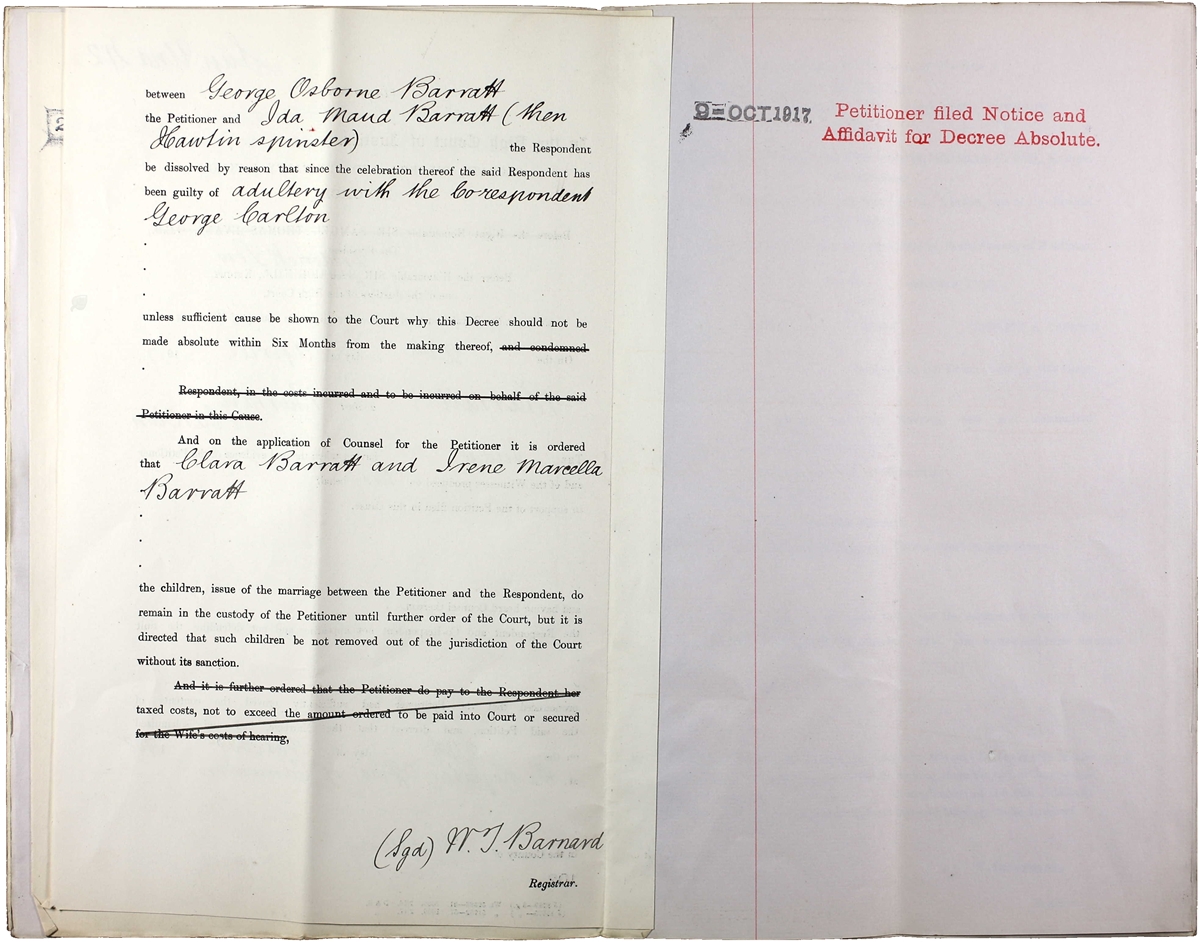 between George Osborne Barratt
the Petitioner and Ida Maud Barratt (then
Hawtin spinster) the Respondent
be dissolved by reason that since the celebration thereof the said Respondent has
been guilty of adultery with the Co-respondent
George Carlton
unless sufficient cause be shown to the Court why this Decree should not be
made absolute within Six Months from the making thereof, and condemned
Respondent, in the costs incurred and to be incurred on behalf of the said
Petitioner in this Cause.
And on the application of Counsel for the Petitioner it is ordered
that Clara Barratt and Irene Marcella
Barratt
the children, issue of the marriage between the Petitioner and the Respondent, do
remain in the custody of the Petitioner until further order of the Court, but it is
directed that such children be not removed out of the jurisdiction of the Court
without its sanction.
And it is further ordered that the Petitioner do pay to the Respondent her
taxed costs, not to exceed the amount ordered to be paid into Court or secured
for the Wife's costs of hearing,
(Sgd) W. T. Barnard
Registrar.
9-OCT.1917. Petitioner filed Notice and
Affidavit for Decree Absolute.